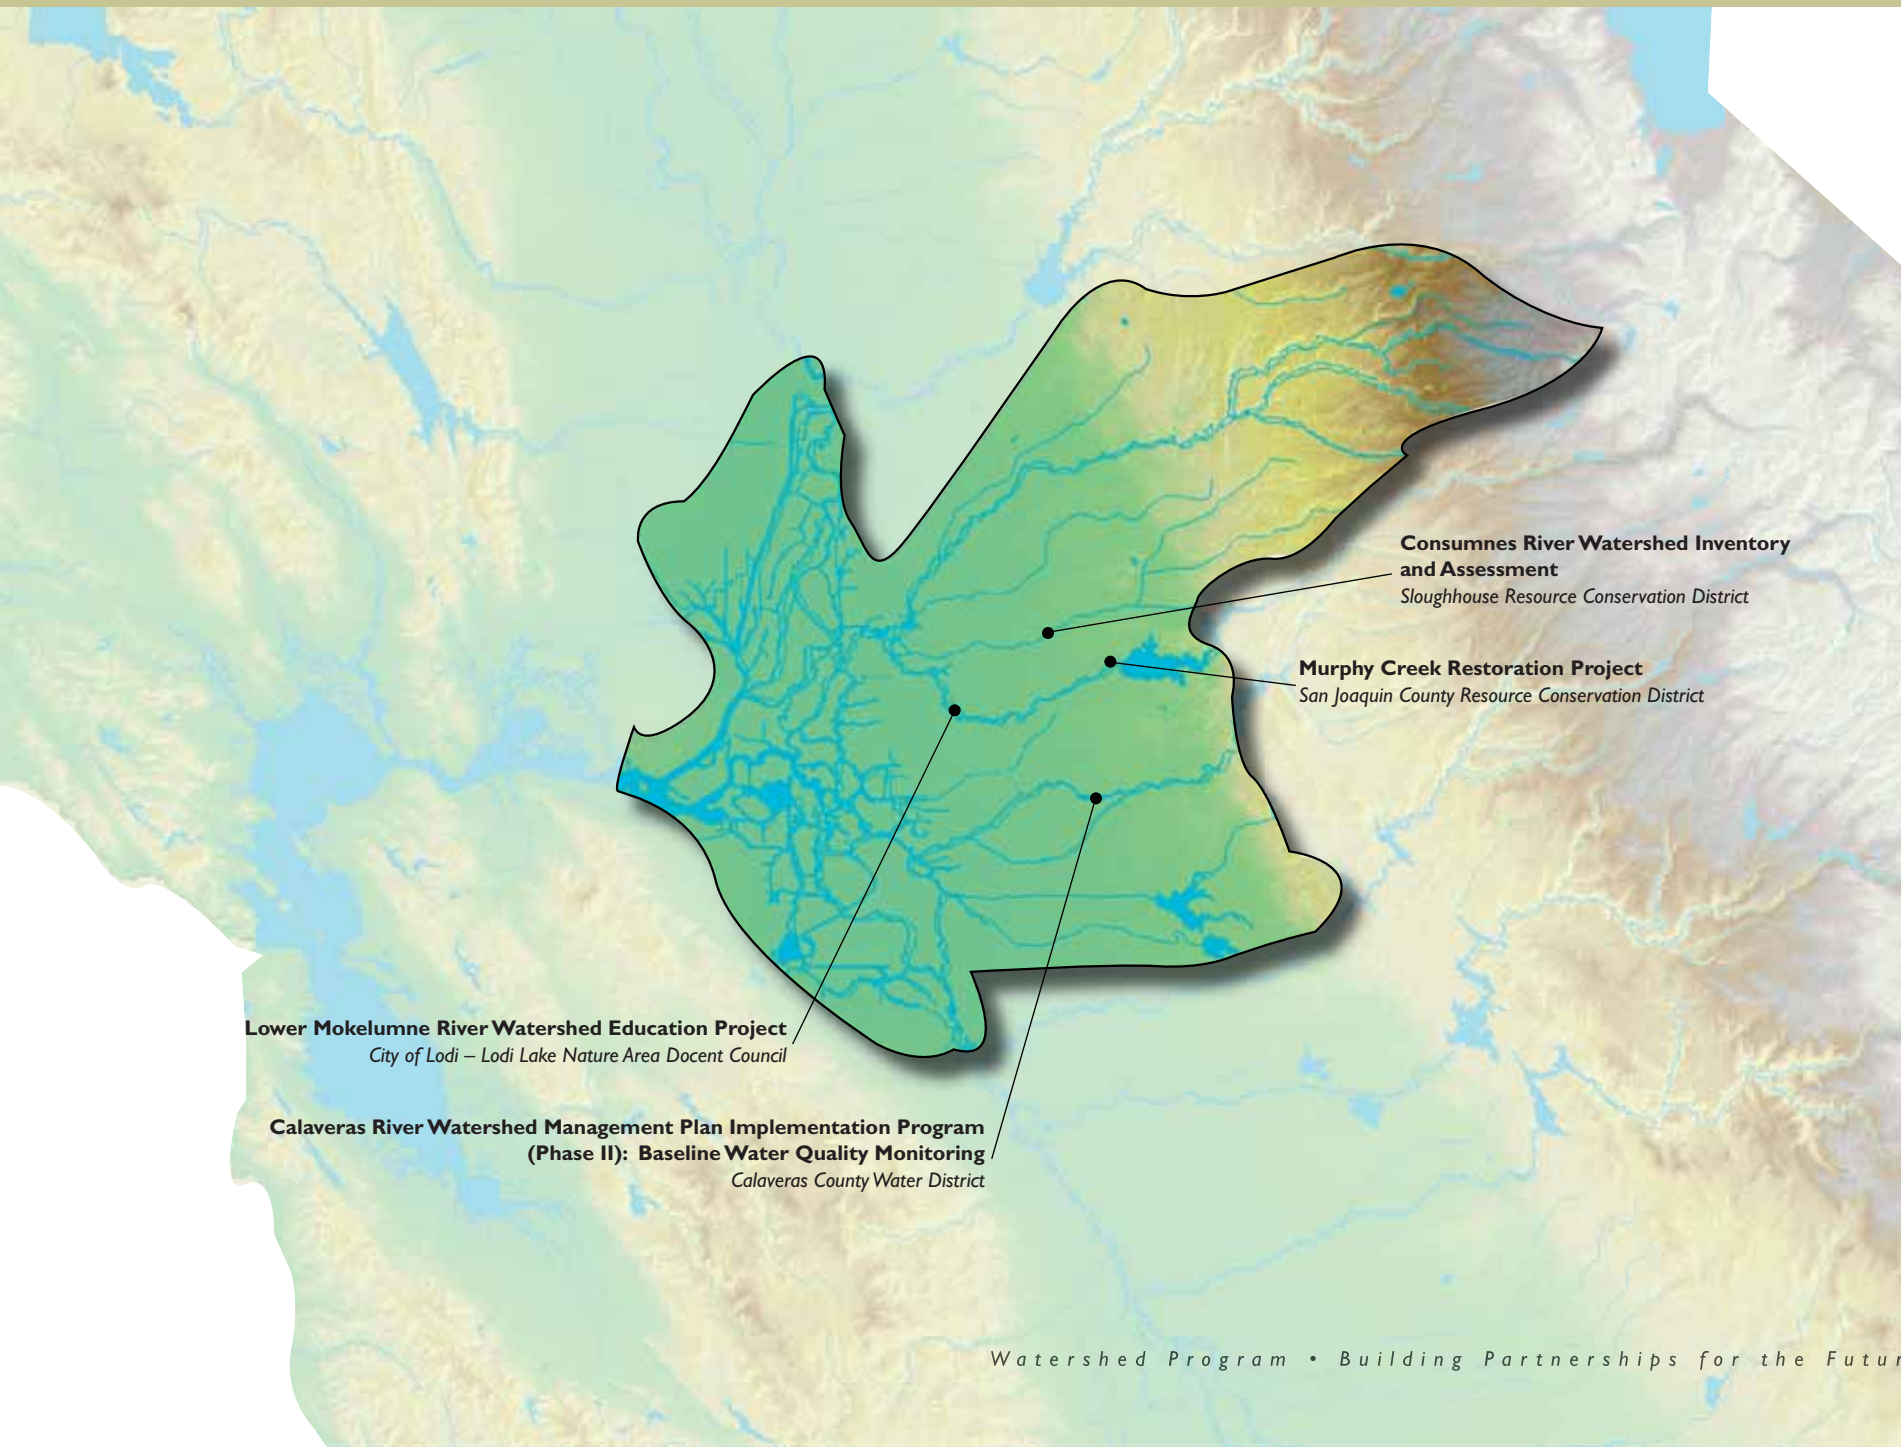 Consumnes River Watershed Inventory
and Assessment
Sloughhouse Resource Conservation District
Murphy Creek Restoration Project
San Joaquin County Resource Conservation District
Lower Mokelumne River Watershed Education Project
City of Lodi – Lodi Lake Nature Area Docent Council
Calaveras River Watershed Management Plan Implementation Program
(Phase II): Baseline Water Quality Monitoring
Calaveras County Water District
Watershed Program • Building Partnerships for the Futur